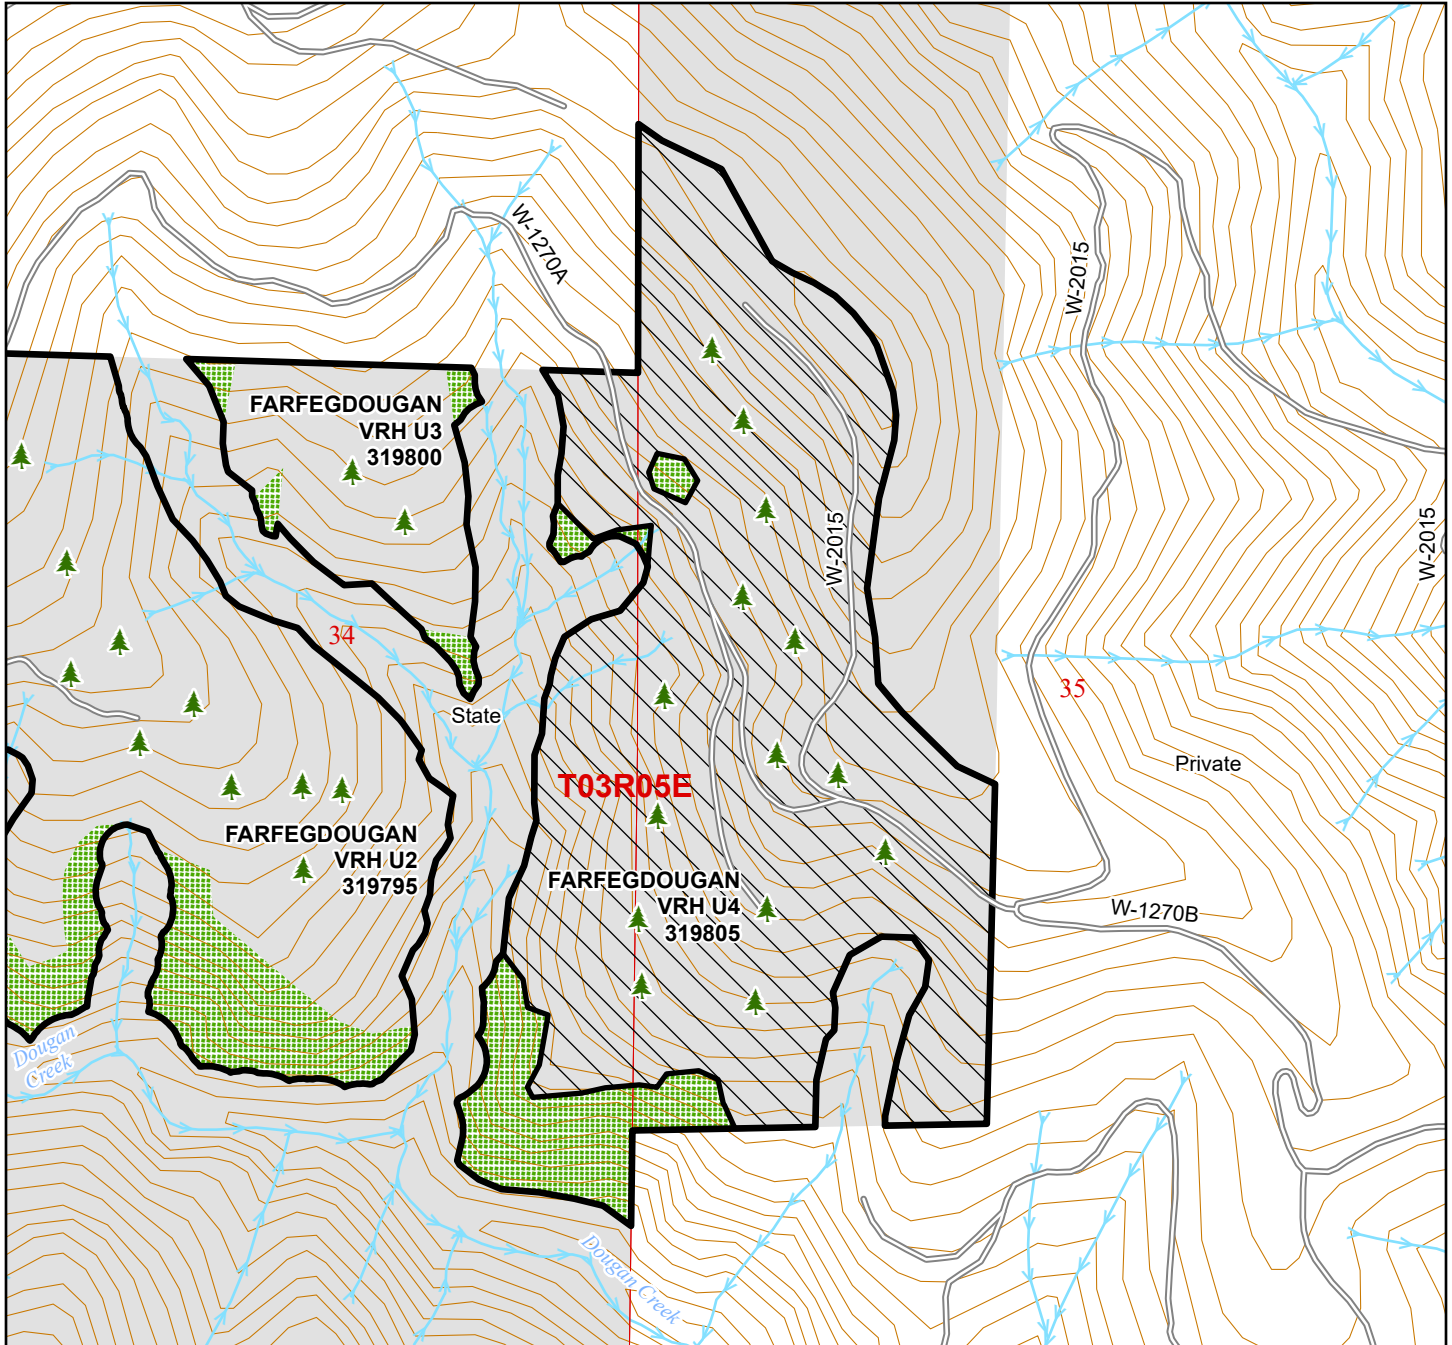 W-1270A
W-2015
FARFEGDOUGAN
VRH U3
319800
W-2015
W-2015
34
35
State
Private
T03R05E
FARFEGDOUGAN
VRH U2
319795
FARFEGDOUGAN
VRH U4
319805
W-1270B
Dougan
Creek
Dougan Creek